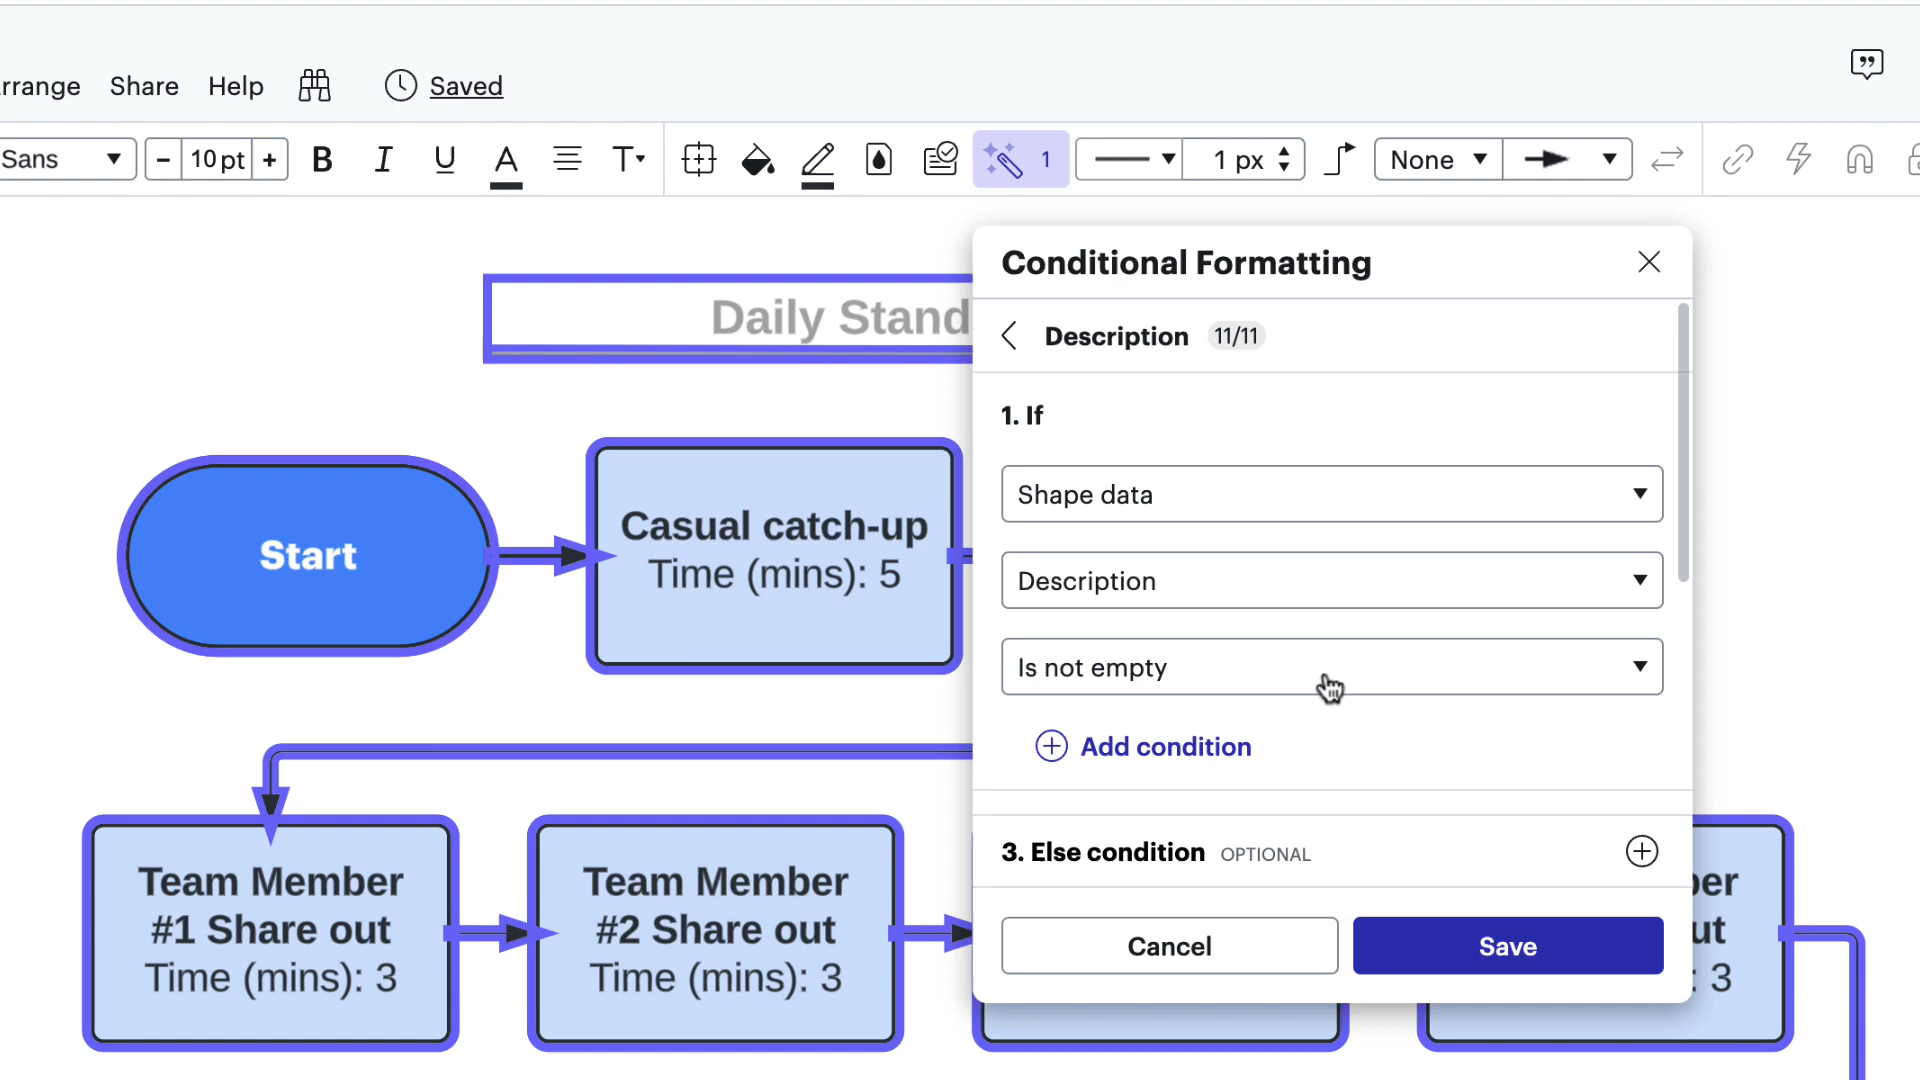 rrange Share Help Saved
Sans 10 pt B I U A T 1 1 px None
Conditional Formatting
Daily Stand
Description 11/11
1. If
Shape data
Description
Is not empty
Add condition
3. Else condition OPTIONAL
Cancel Save
Start
Casual catch-up
Time (mins): 5
Team Member
#1 Share out
Time (mins): 3
Team Member
#2 Share out
Time (mins): 3
er
ut
: 3